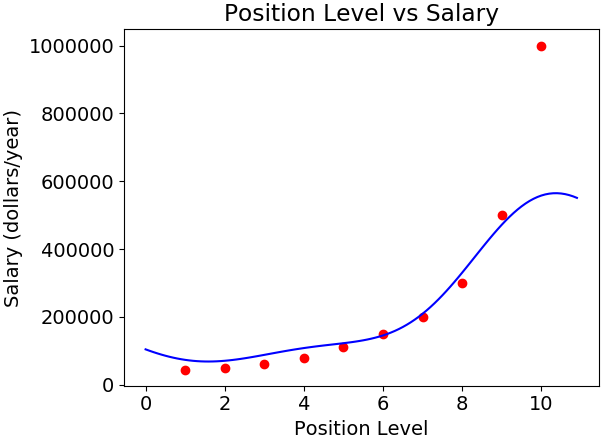 Position Level vs Salary
Salary (dollars/year)
1000000
800000
600000
400000
200000
0
0 2 4 6 8 10
Position Level